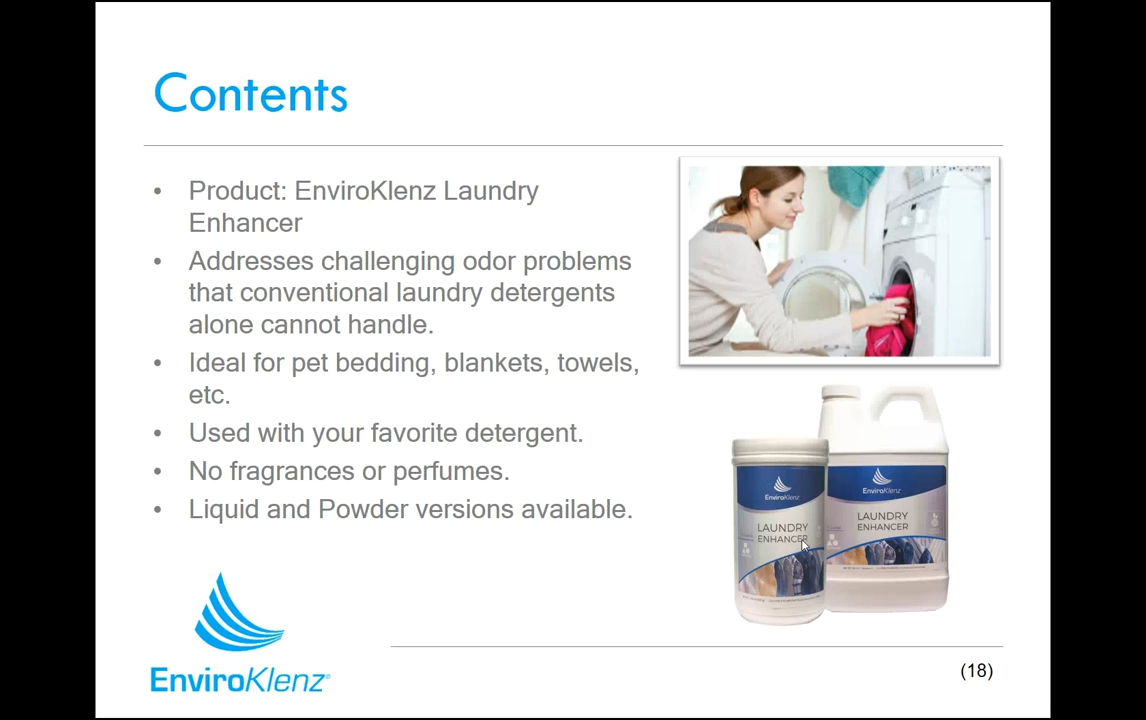 Contents
• Product: EnviroKlenz Laundry
Enhancer
• Addresses challenging odor problems
that conventional laundry detergents
alone cannot handle.
• Ideal for pet bedding, blankets, towels,
etc.
• Used with your favorite detergent.
• No fragrances or perfumes.
• Liquid and Powder versions available.
EnviroKlenz
LAUNDRY
ENHANCER
EnviroKlenz
LAUNDRY
ENHANCER
EnviroKlenz®
(18)